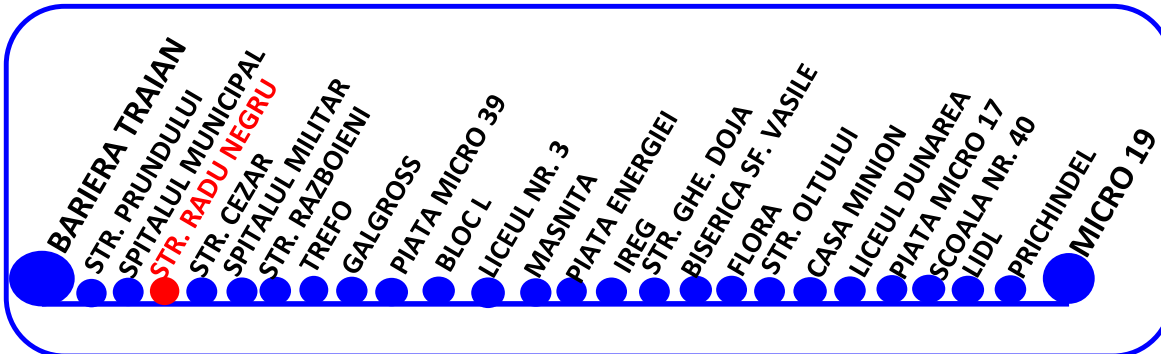 BARIERA TRAIAN
STR. PRUNDULUI
SPITALUL MUNICIPAL
STR. RADU NEGRU
STR. CEZAR
SPITALUL MILITAR
STR. RAZBOIENI
TREFO
GALGROSS
PIATA MICRO 39
BLOC L
LICEUL NR. 3
MASNITA
PIATA ENERGIEI
IREG
STR. GHE. DOJA
BISERICA SF. VASILE
FLORA
STR. OLTULUI
CASA MINION
LICEUL DUNAREA
PIATA MICRO 17
SCOALA NR. 40
LIDL
PRICHINDEL
MICRO 19